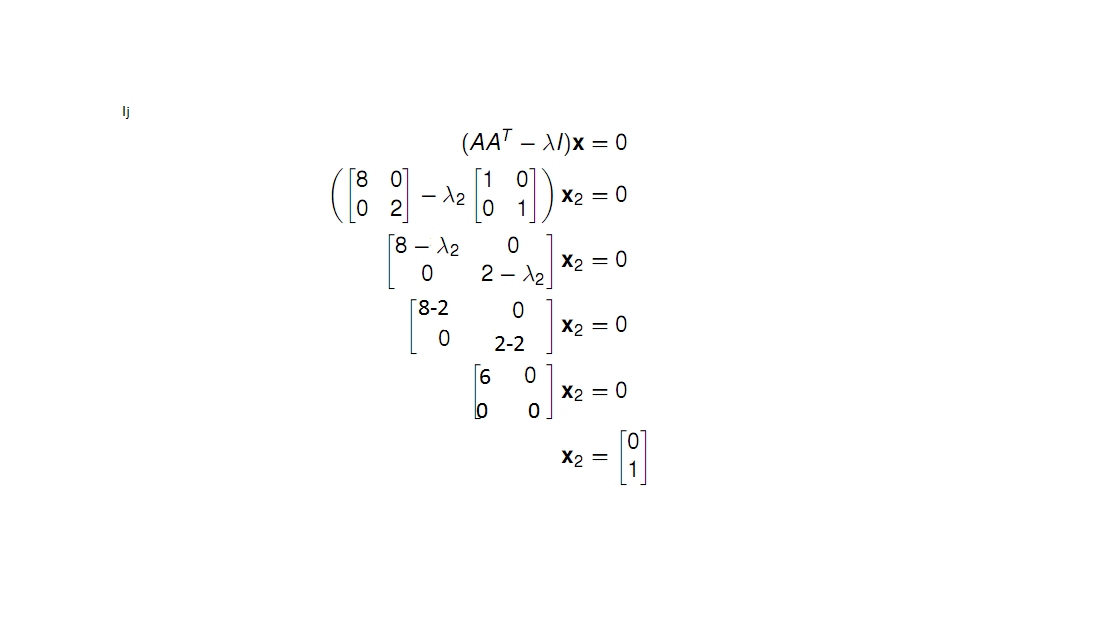 Ij
(AAᵀ − λI)x = 0
([8 0; 0 2] − λ₂ [1 0; 0 1]) x₂ = 0
[8 − λ₂ 0; 0 2 − λ₂] x₂ = 0
[8-2 0; 0 2-2] x₂ = 0
[6 0; 0 0] x₂ = 0
x₂ = [0; 1]